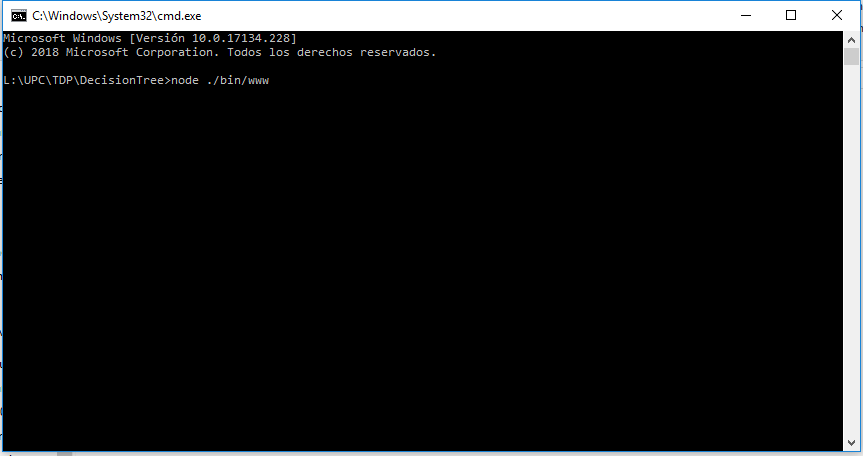 C:\Windows\System32\cmd.exe
Microsoft Windows [Versión 10.0.17134.228]
(c) 2018 Microsoft Corporation. Todos los derechos reservados.
L:\UPC\TDP\DecisionTree>node ./bin/www